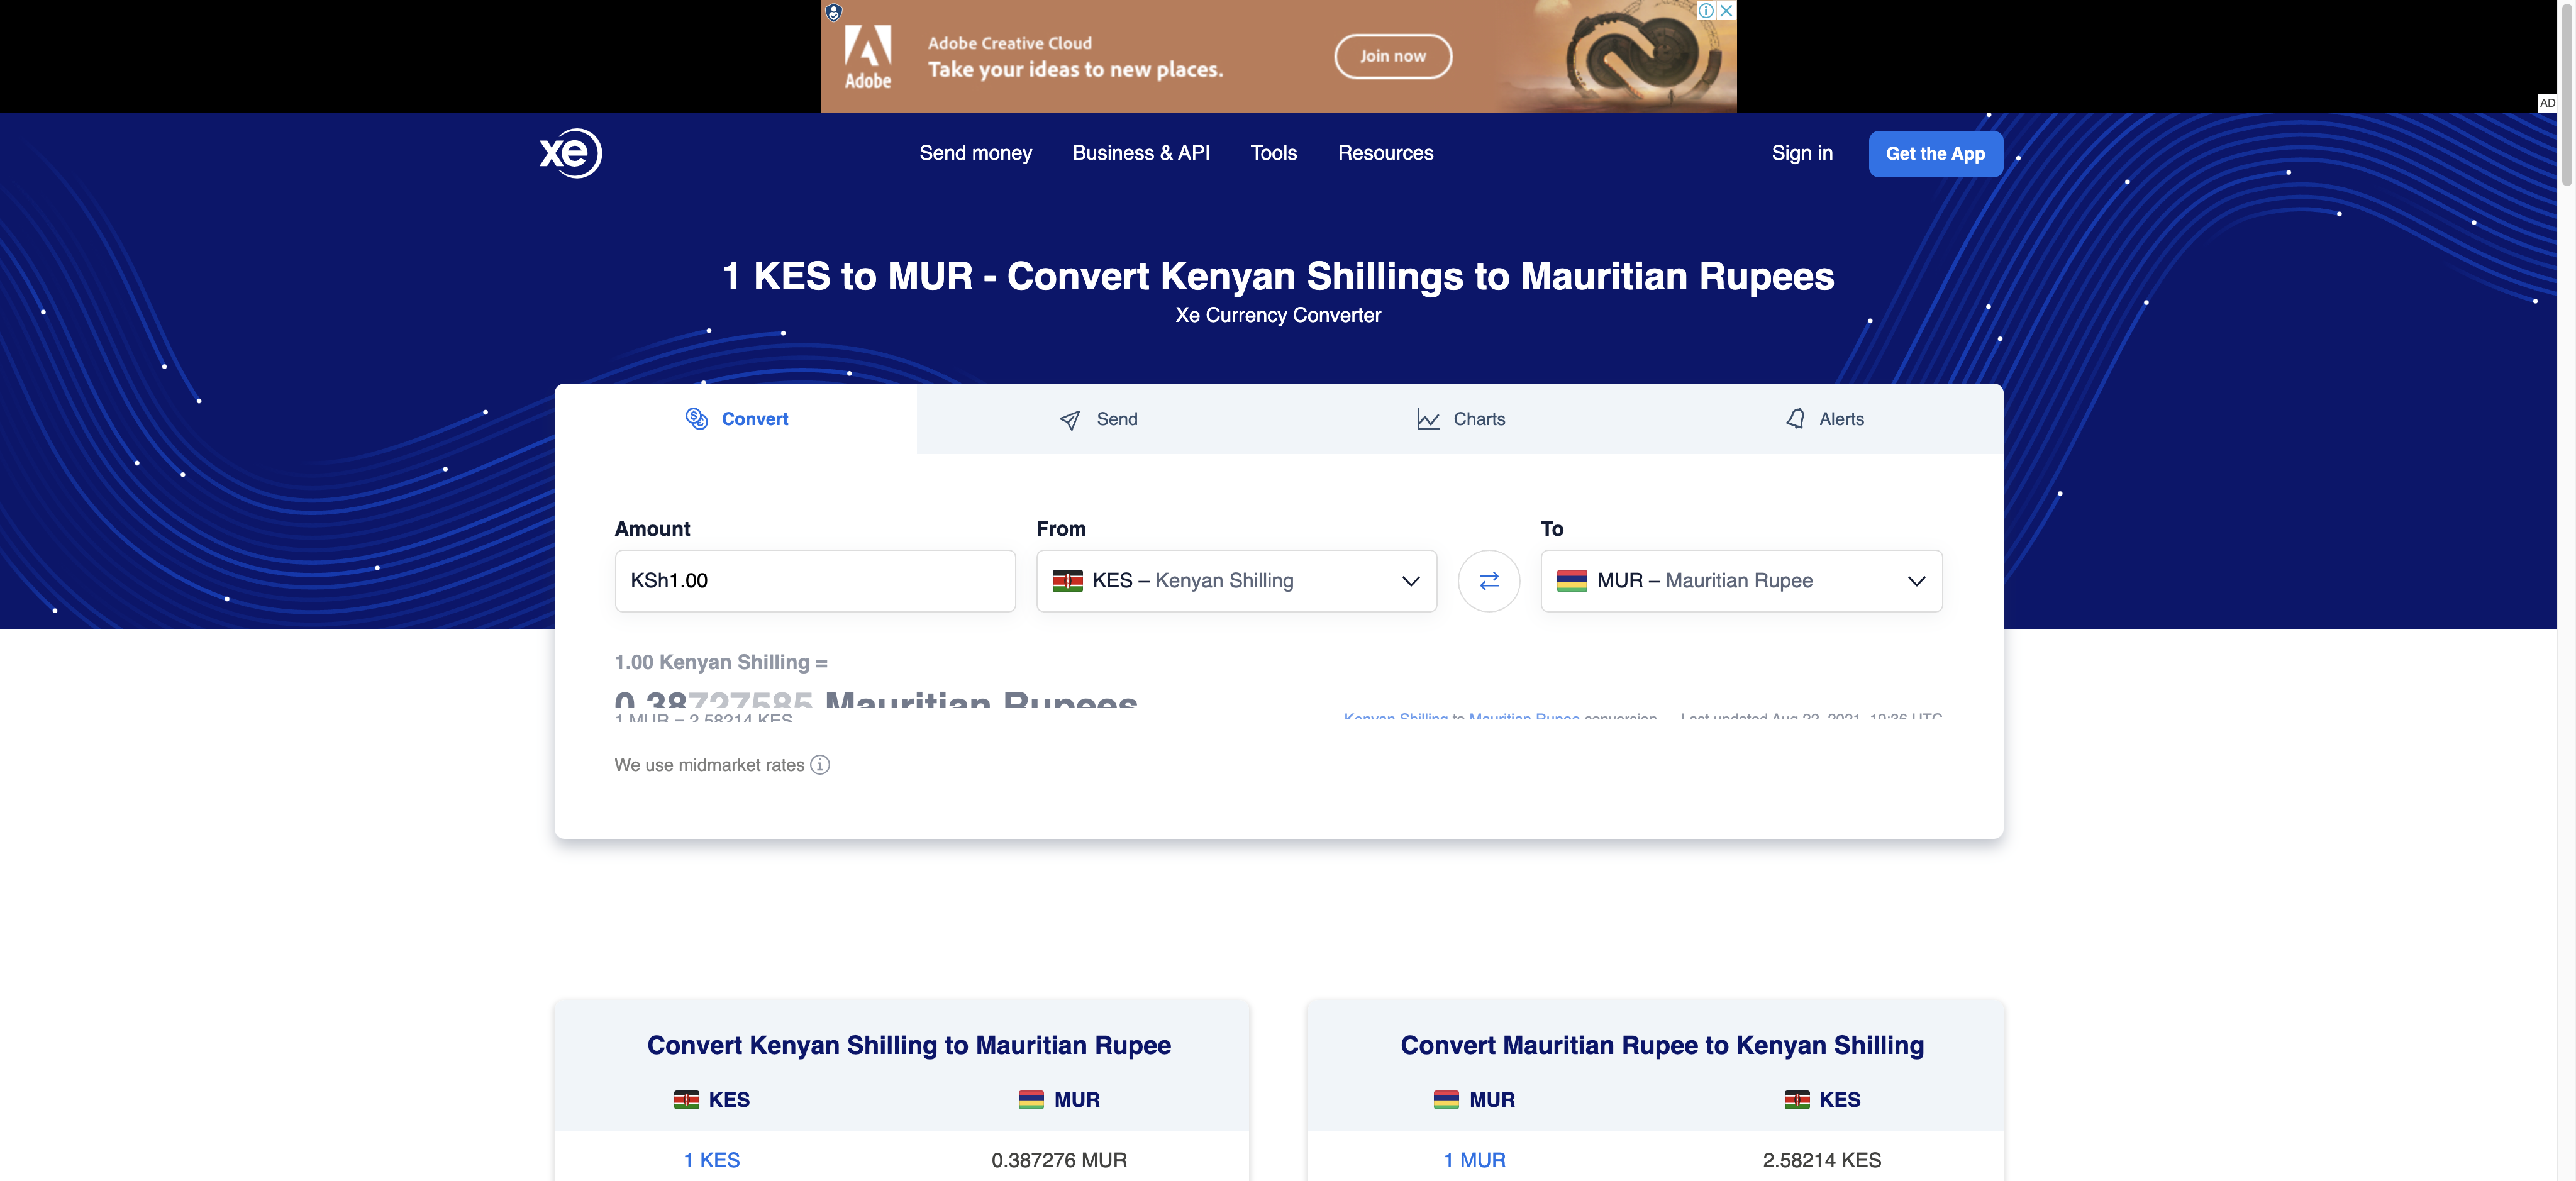 Adobe
Adobe Creative Cloud
Take your ideas to new places.
Join now
AD
xe
Send money
Business & API
Tools
Resources
Sign in
Get the App
1 KES to MUR - Convert Kenyan Shillings to Mauritian Rupees
Xe Currency Converter
Convert
Send
Charts
Alerts
Amount
From
To
KSh1.00
KES – Kenyan Shilling
MUR – Mauritian Rupee
1.00 Kenyan Shilling =
0.38727585 Mauritian Rupees
1 MUR = 2.58214 KES
Kenyan Shilling to Mauritian Rupee conversion
Last updated Aug 22, 2021, 19:36 UTC
We use midmarket rates
Convert Kenyan Shilling to Mauritian Rupee
KES
MUR
1 KES
0.387276 MUR
Convert Mauritian Rupee to Kenyan Shilling
MUR
KES
1 MUR
2.58214 KES